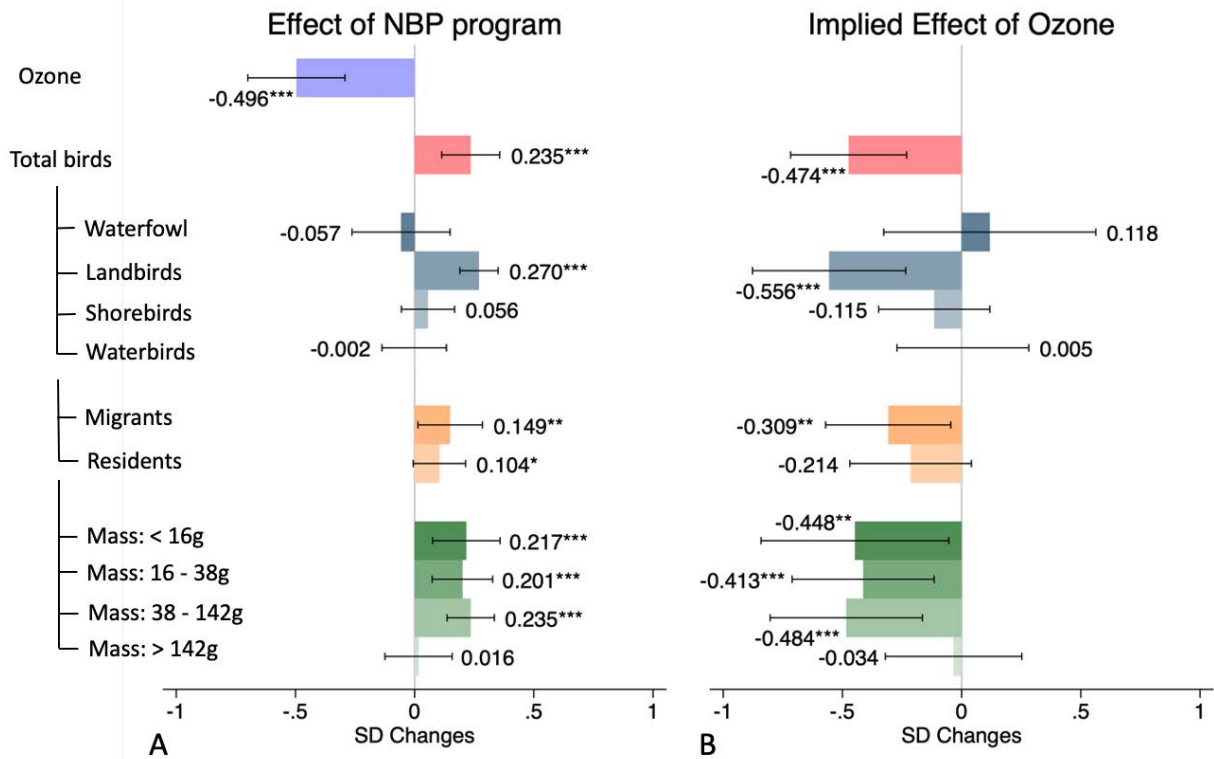 Effect of NBP program
Implied Effect of Ozone
Ozone
-0.496***
Total birds
0.235***
-0.474***
Waterfowl
-0.057
0.118
Landbirds
0.270***
-0.556***
Shorebirds
0.056
-0.115
Waterbirds
-0.002
0.005
Migrants
0.149**
-0.309**
Residents
0.104*
-0.214
Mass: < 16g
0.217***
-0.448**
Mass: 16 - 38g
0.201***
-0.413***
Mass: 38 - 142g
0.235***
-0.484***
Mass: > 142g
0.016
-0.034
-1 -.5 0 .5 1
SD Changes
A
-1 -.5 0 .5 1
SD Changes
B